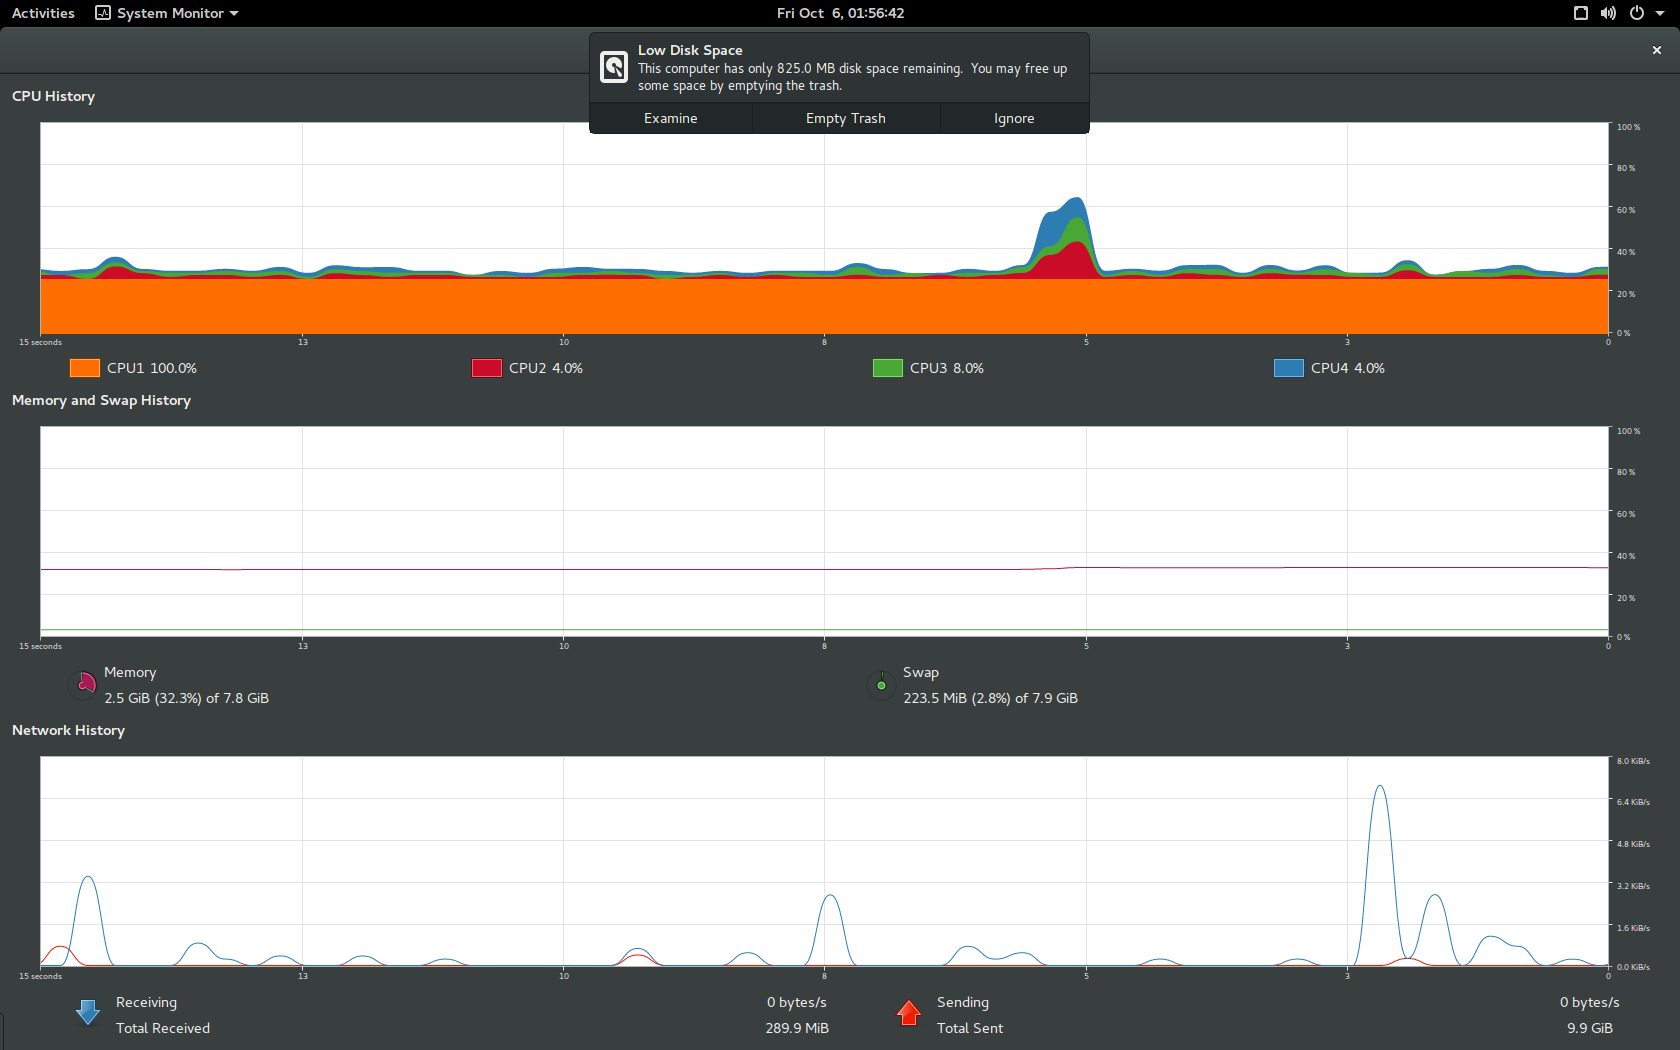 Activities
System Monitor
Fri Oct 6, 01:56:42
Low Disk Space
This computer has only 825.0 MB disk space remaining. You may free up
some space by emptying the trash.
Examine
Empty Trash
Ignore
CPU History
100 %
80 %
60 %
40 %
20 %
0 %
15 seconds
13
10
8
5
3
0
CPU1 100.0%
CPU2 4.0%
CPU3 8.0%
CPU4 4.0%
Memory and Swap History
100 %
80 %
60 %
40 %
20 %
0 %
15 seconds
13
10
8
5
3
0
Memory
2.5 GiB (32.3%) of 7.8 GiB
Swap
223.5 MiB (2.8%) of 7.9 GiB
Network History
8.0 KiB/s
6.4 KiB/s
4.8 KiB/s
3.2 KiB/s
1.6 KiB/s
0.0 KiB/s
15 seconds
13
10
8
5
3
0
Receiving
0 bytes/s
Total Received
289.9 MiB
Sending
0 bytes/s
Total Sent
9.9 GiB